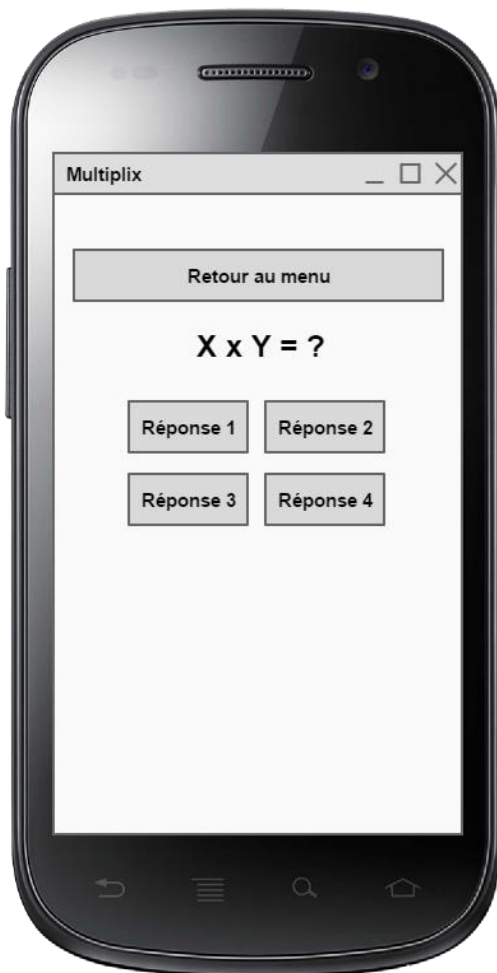 Multiplix
Retour au menu
X x Y = ?
Réponse 1 Réponse 2
Réponse 3 Réponse 4